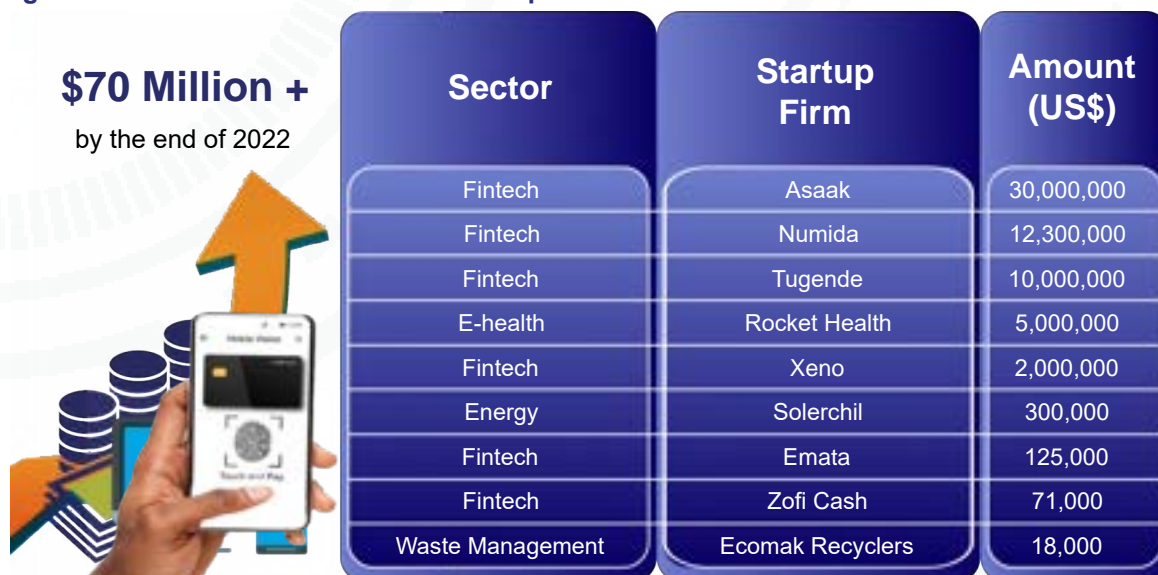 $70 Million +
by the end of 2022
Sector
Startup
Firm
Amount
(US$)
Fintech Asaak 30,000,000
Fintech Numida 12,300,000
Fintech Tugende 10,000,000
E-health Rocket Health 5,000,000
Fintech Xeno 2,000,000
Energy Solerchil 300,000
Fintech Emata 125,000
Fintech Zofi Cash 71,000
Waste Management Ecomak Recyclers 18,000
Touch and Pay